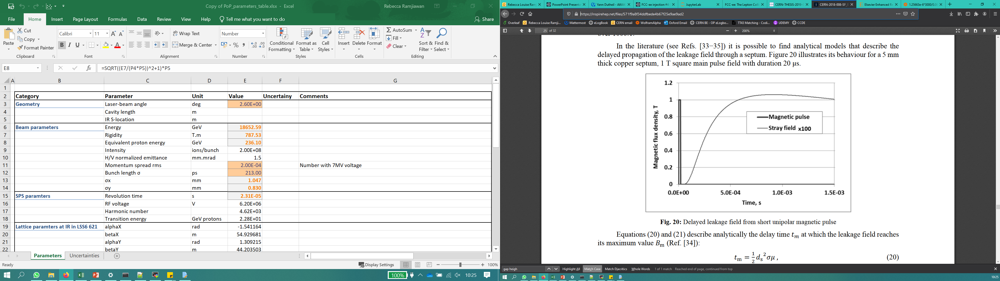 Copy of PoP_parameters_table.xlsx - Excel
Rebecca Ramjiawan
File Home Insert Page Layout Formulas Data Review View Help Tell me what you want to do Share
Paste
Cut
Copy
Format Painter
Clipboard
Calibri 11
B I U
Font
Wrap Text
Merge & Center
Alignment
Number
Number
Conditional Formatting
Format as Table
Cell Styles
Styles
Insert Delete Format
Cells
AutoSum
Fill
Clear
Sort & Filter
Find & Select
Editing
E8 fx =SQRT((E7/(P4*P5))^2+1)*P5
A B C D E F G
1
2 Category Parameter Unit Value Uncertainy Comments
3 Geometry Laser-beam angle deg 2.60E+00
4 Cavity length m
5 IR S-location m
6 Beam parameters Energy GeV 18652.59
7 Rigidity T.m 787.53
8 Equivalent proton energy GeV 236.10
9 Intensity ions/bunch 2.00E+08
10 H/V normalized emittance mm.mrad 1.5
11 Momentum spread rms 2.00E-04 Number with 7MV voltage
12 Bunch length σ ps 213.00
13 σx mm 1.047
14 σy mm 0.830
15 SPS paramters Revolution time s 2.31E-05
16 RF voltage V 6.20E+06
17 Harmonic number 4.62E+03
18 Transition energy GeV protons 2.28E+01
19 Lattice paramters at IR in LSS6 621 alphaX rad -1.541164
20 betaX m 54.929681
21 alphaY rad 1.309215
22 betaY m 44.203503
Parameters Uncertainties
Ready Display Settings 100%
100% 10:25
Rebecca Louise Ram
PowerPoint Presenta
Yann Dutheil - AWA
FCC-ee injection #4
JupyterLab
FCC-ee: The Lepton Coll
CERN-THESIS-2019-
CERN-2018-008-SP_
Elsevier Enhanced R
1.25663e-6*3000/0.0
https://inspirehep.net/files/571f9a8f34ddfbede4b67f25e9ae9ad2
Overleaf Rebecca Louise Ramji... Mattermost eLogBook CERN email WolframAlpha Oxford Email CERN BE - OP eLogbo... TT43 Matching - Codi... UDEMY CCDE
25 of 32 200%
In the literature (see Refs. [33−35]) it is possible to find analytical models that describe the
delayed propagation of the leakage field through a septum. Figure 20 illustrates its behaviour for a 5 mm
thick copper septum, 1 T square main pulse field with duration 20 μs.
Magnetic flux density, T
1.2
1
0.8
0.6
0.4
0.2
0
Magnetic pulse
Stray field x100
0.0E+00 5.0E-04 1.0E-03 1.5E-03
Time, s
Fig. 20: Delayed leakage field from short unipolar magnetic pulse
Equations (20) and (21) describe analytically the delay time tm at which the leakage field reaches
its maximum value Bm (Ref. [34]):
tm = 1/2 ds²σμ , (20)
gap heigh Highlight All Match Case Match Diacritics Whole Words 1 of 1 match Reached end of page, continued from top
10:25